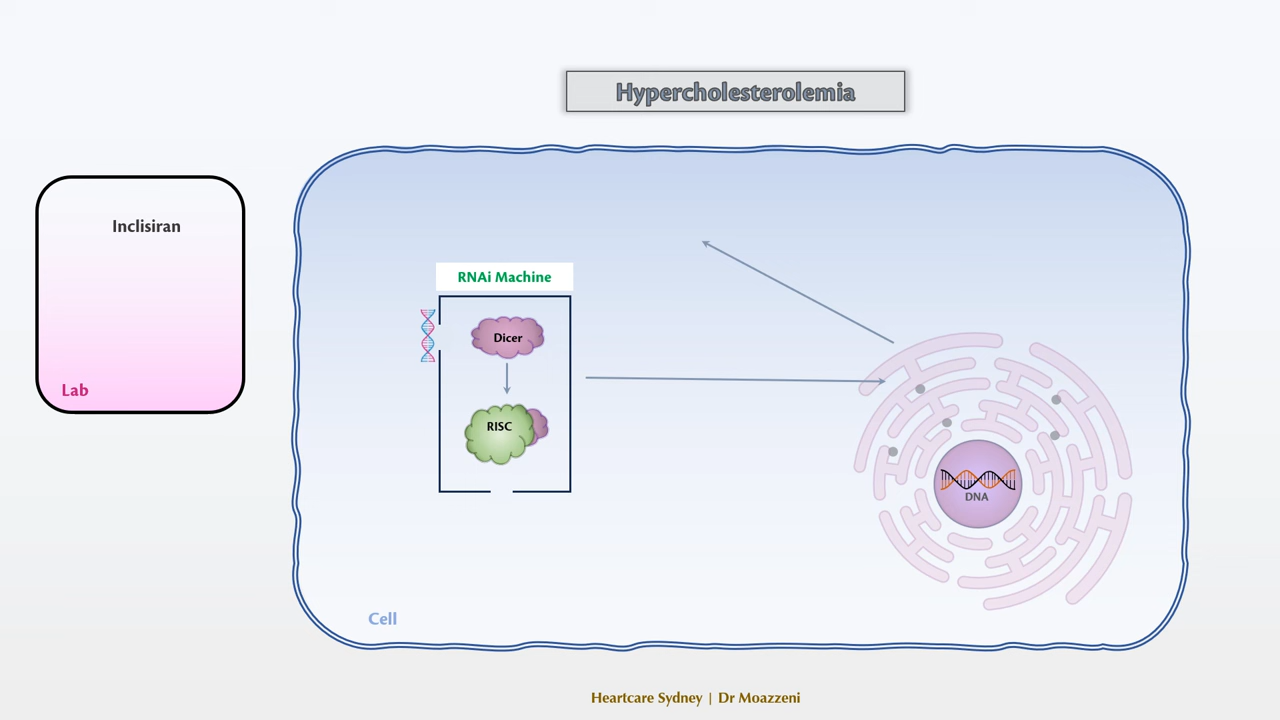 Hypercholesterolemia
Inclisiran
Lab
RNAi Machine
Dicer
RISC
DNA
Cell
Heartcare Sydney | Dr Moazzeni